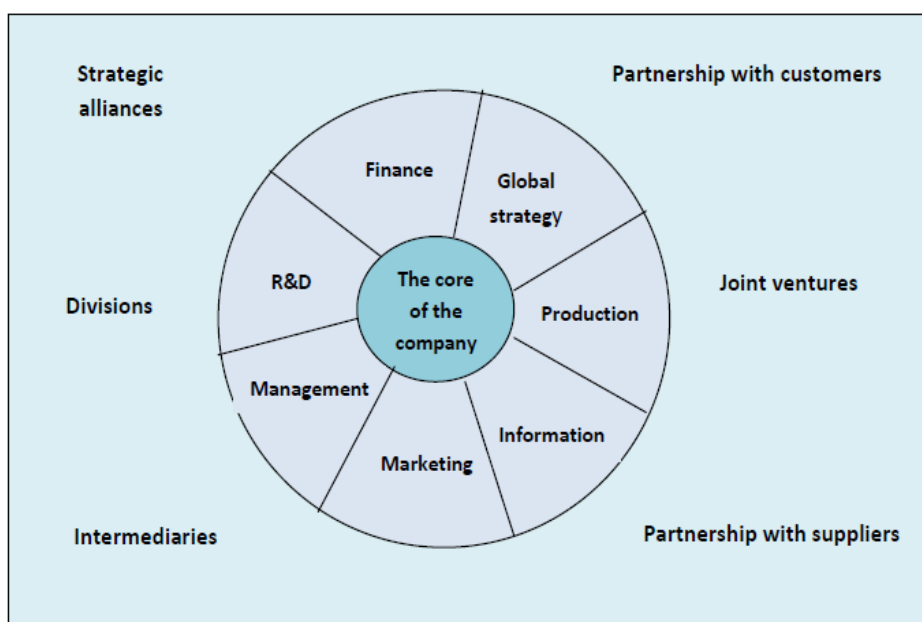 Strategic
alliances
Partnership with customers
Finance
Global
strategy
R&D
The core
of the
company
Joint ventures
Divisions
Production
Management
Information
Marketing
Intermediaries
Partnership with suppliers